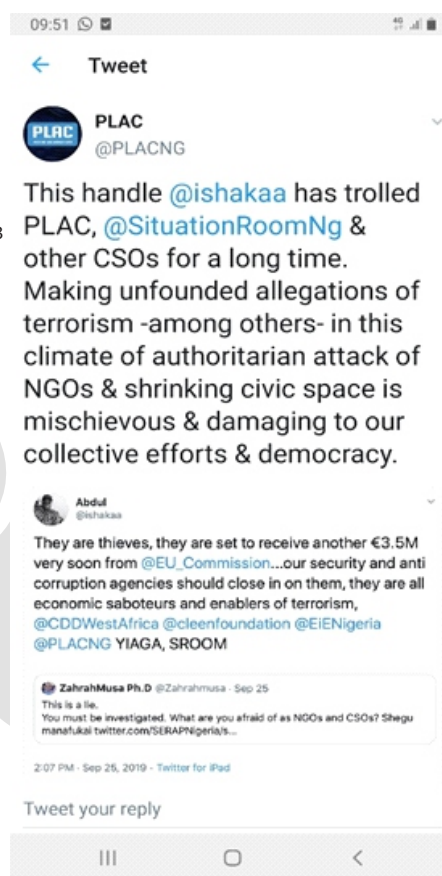 09:51
4G
Tweet
PLAC
PLAC
@PLACNG
This handle @ishakaa has trolled
PLAC, @SituationRoomNg &
other CSOs for a long time.
Making unfounded allegations of
terrorism -among others- in this
climate of authoritarian attack of
NGOs & shrinking civic space is
mischievous & damaging to our
collective efforts & democracy.
Abdul
@ishakaa
They are thieves, they are set to receive another €3.5M
very soon from @EU_Commission...our security and anti
corruption agencies should close in on them, they are all
economic saboteurs and enablers of terrorism,
@CDDWestAfrica @cleenfoundation @EiENigeria
@PLACNG YIAGA, SROOM
ZahrahMusa Ph.D @Zahrahmusa · Sep 25
This is a lie.
You must be investigated. What are you afraid of as NGOs and CSOs? Shegu
manafukai twitter.com/SERAPNigeria/s...
2:07 PM · Sep 25, 2019 · Twitter for iPad
Tweet your reply